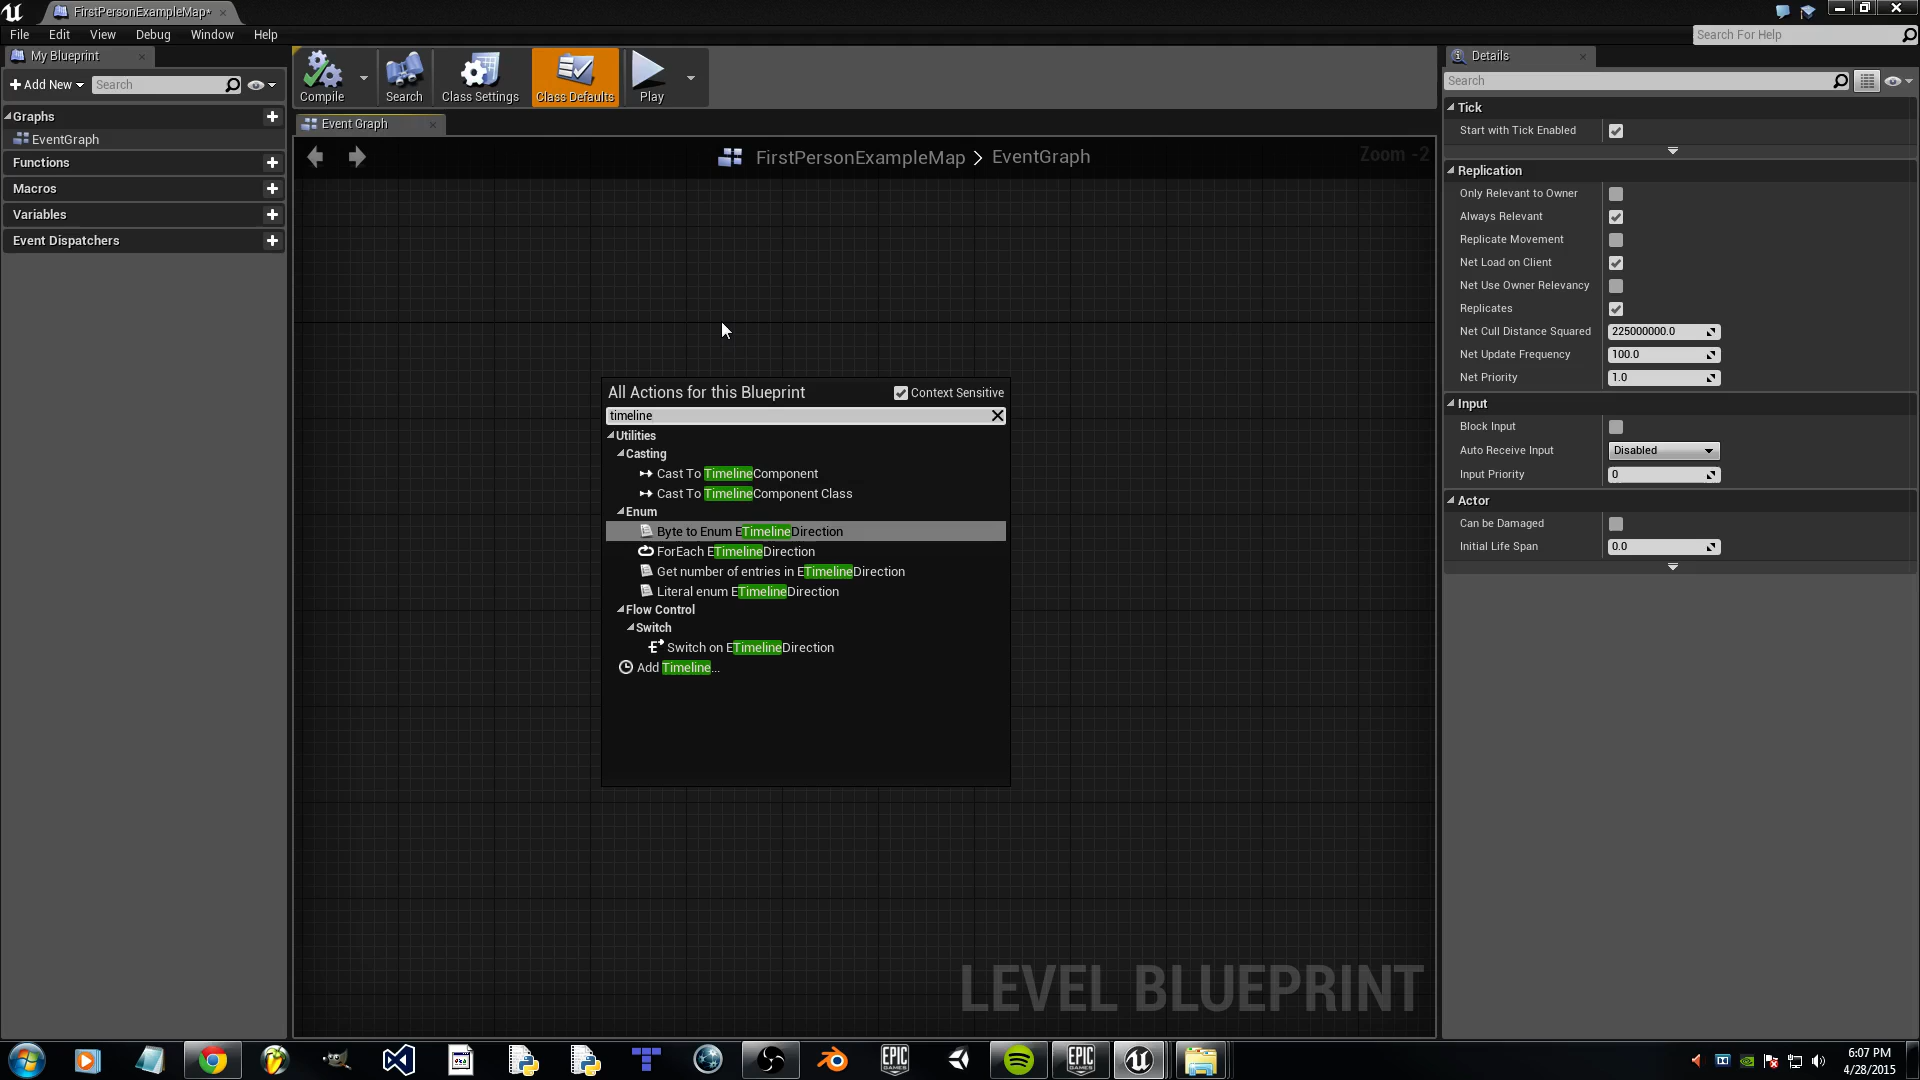 FirstPersonExampleMap*
File Edit View Debug Window Help
Search For Help
My Blueprint
Add New
Search
Graphs
EventGraph
Functions
Macros
Variables
Event Dispatchers
Compile
Search
Class Settings
Class Defaults
Play
Event Graph
FirstPersonExampleMap > EventGraph
Zoom -2
All Actions for this Blueprint
Context Sensitive
timeline
Utilities
Casting
Cast To TimelineComponent
Cast To TimelineComponent Class
Enum
Byte to Enum ETimelineDirection
ForEach ETimelineDirection
Get number of entries in ETimelineDirection
Literal enum ETimelineDirection
Flow Control
Switch
Switch on ETimelineDirection
Add Timeline...
LEVEL BLUEPRINT
Details
Search
Tick
Start with Tick Enabled
Replication
Only Relevant to Owner
Always Relevant
Replicate Movement
Net Load on Client
Net Use Owner Relevancy
Replicates
Net Cull Distance Squared 225000000.0
Net Update Frequency 100.0
Net Priority 1.0
Input
Block Input
Auto Receive Input Disabled
Input Priority 0
Actor
Can be Damaged
Initial Life Span 0.0
EPIC GAMES
EPIC GAMES
6:07 PM
4/28/2015